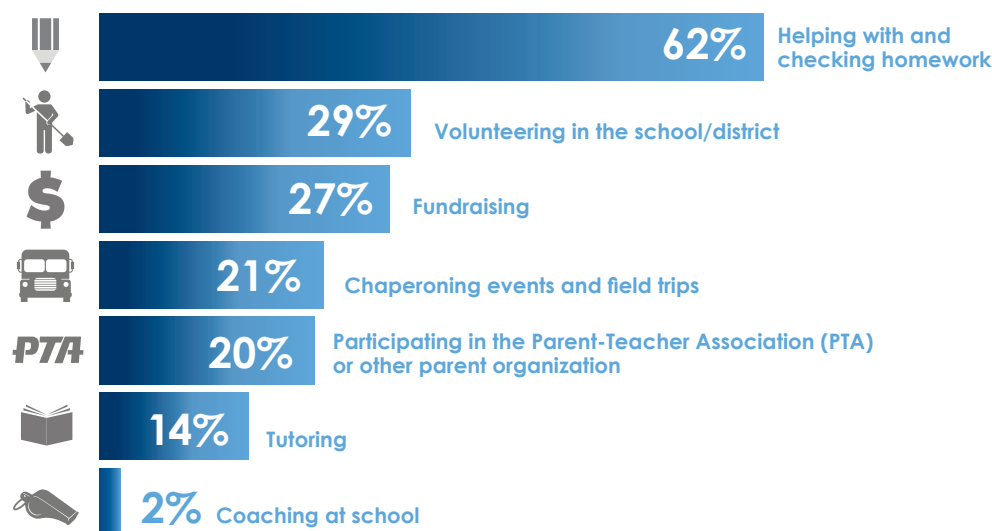 62%
Helping with and
checking homework
29%
Volunteering in the school/district
$
27%
Fundraising
21%
Chaperoning events and field trips
PTA
20%
Participating in the Parent-Teacher Association (PTA)
or other parent organization
14%
Tutoring
2%
Coaching at school